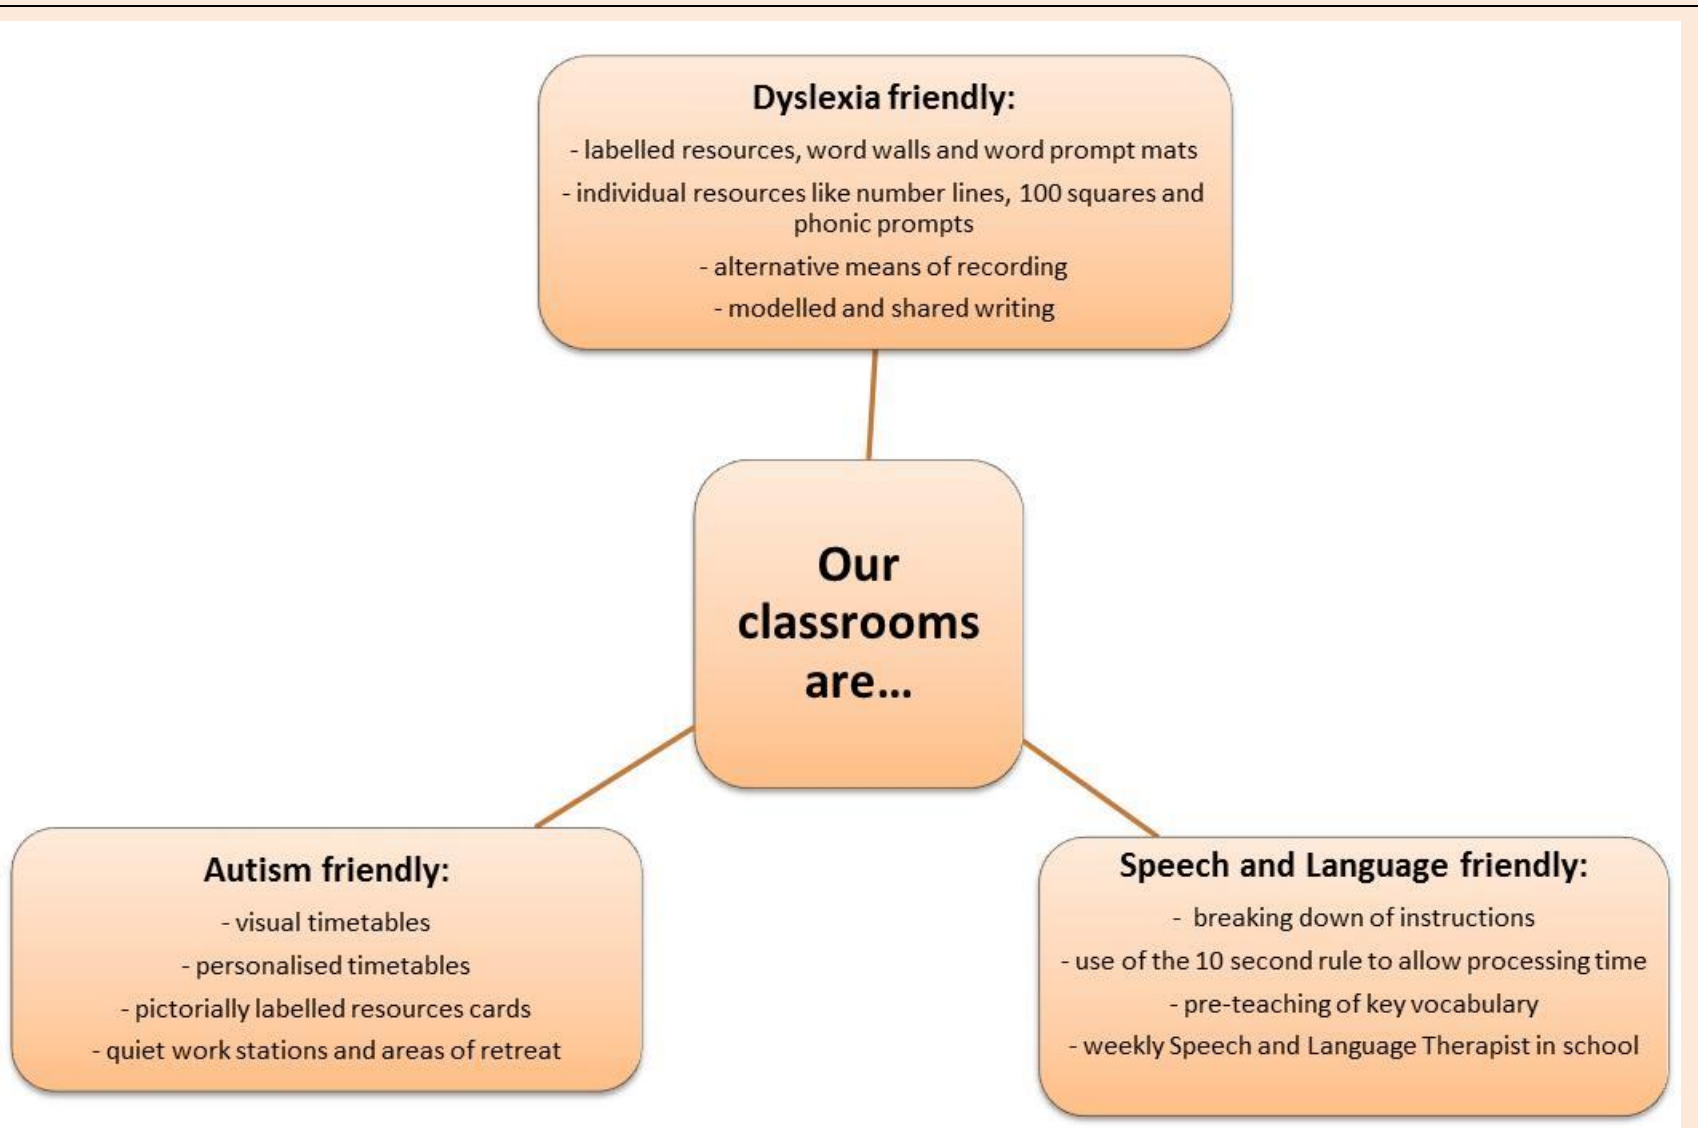 Dyslexia friendly:
- labelled resources, word walls and word prompt mats
- individual resources like number lines, 100 squares and
phonic prompts
- alternative means of recording
- modelled and shared writing
Our
classrooms
are...
Autism friendly:
- visual timetables
- personalised timetables
- pictorially labelled resources cards
- quiet work stations and areas of retreat
Speech and Language friendly:
- breaking down of instructions
- use of the 10 second rule to allow processing time
- pre-teaching of key vocabulary
- weekly Speech and Language Therapist in school